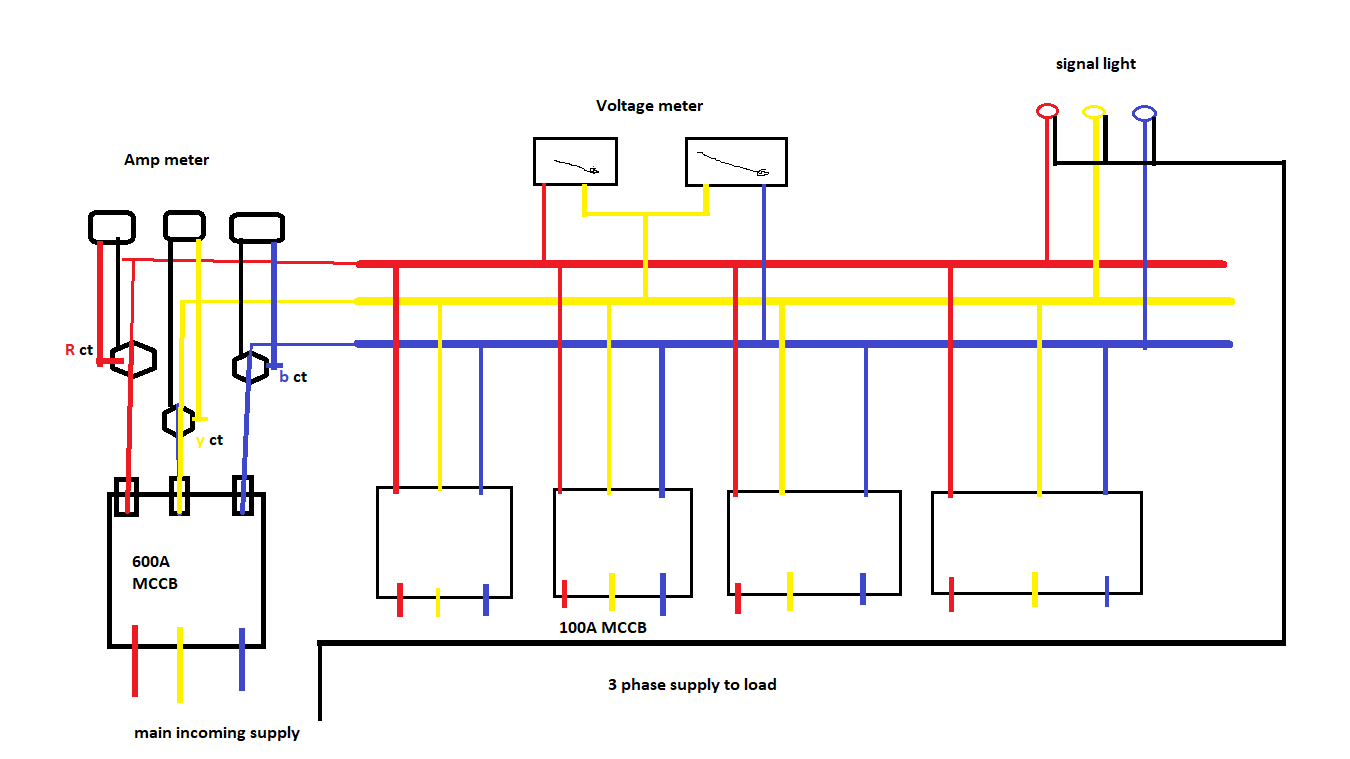 signal light
Voltage meter
Amp meter
R ct
b ct
y ct
600A
MCCB
100A MCCB
3 phase supply to load
main incoming supply